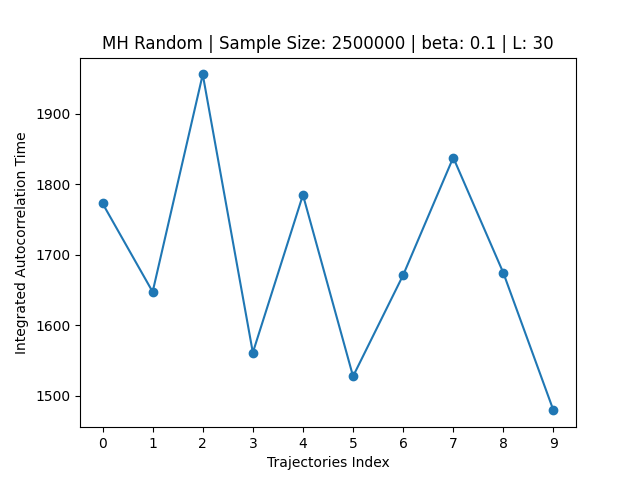 MH Random | Sample Size: 2500000 | beta: 0.1 | L: 30
Integrated Autocorrelation Time
1900
1800
1700
1600
1500
0 1 2 3 4 5 6 7 8 9
Trajectories Index